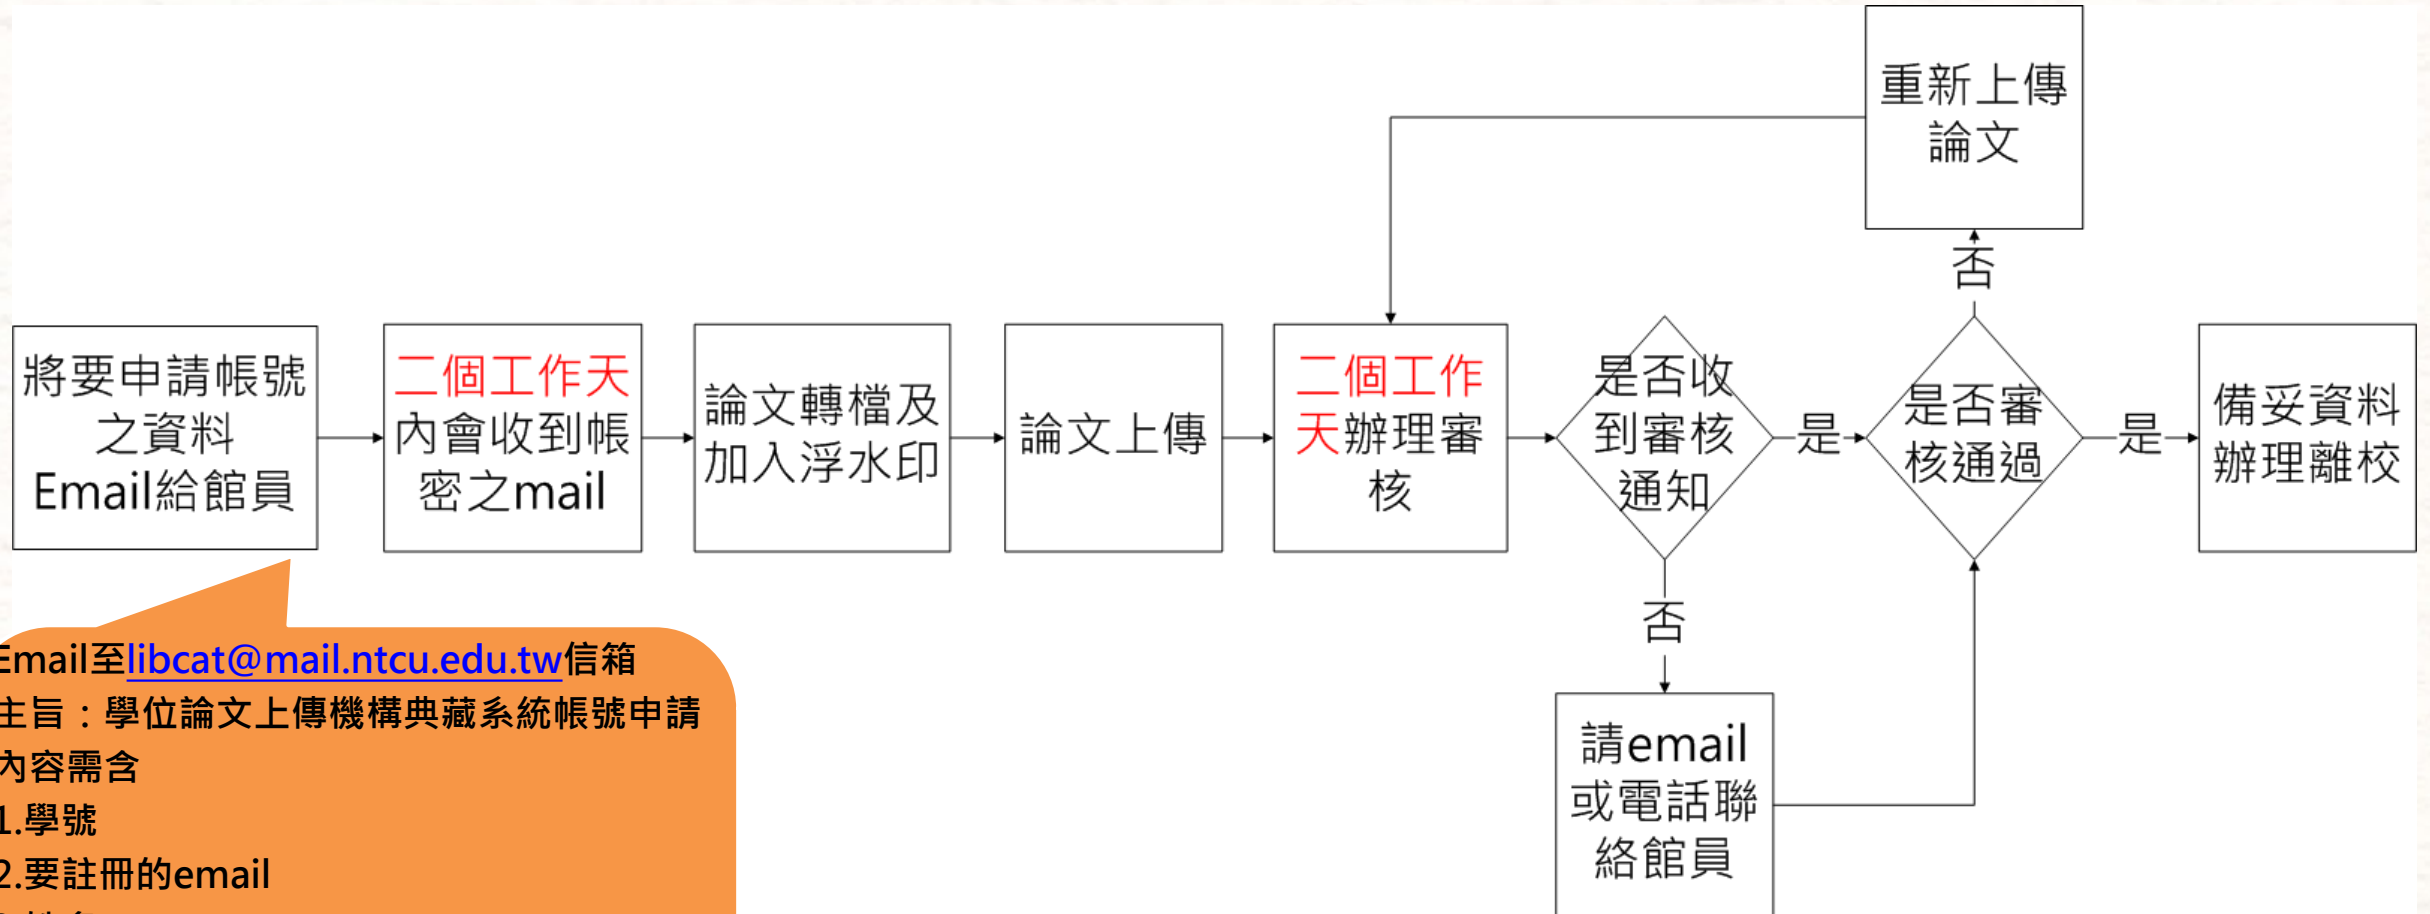 重新上傳
論文
否
將要申請帳號
之資料
Email給館員
二個工作天
內會收到帳
密之mail
論文轉檔及
加入浮水印
論文上傳
二個工作
天辦理審
核
是否收
到審核
通知
是
是否審
核通過
是
備妥資料
辦理離校
否
請email
或電話聯
絡館員
Email至libcat@mail.ntcu.edu.tw信箱
主旨：學位論文上傳機構典藏系統帳號申請
內容需含
1.學號
2.要註冊的email